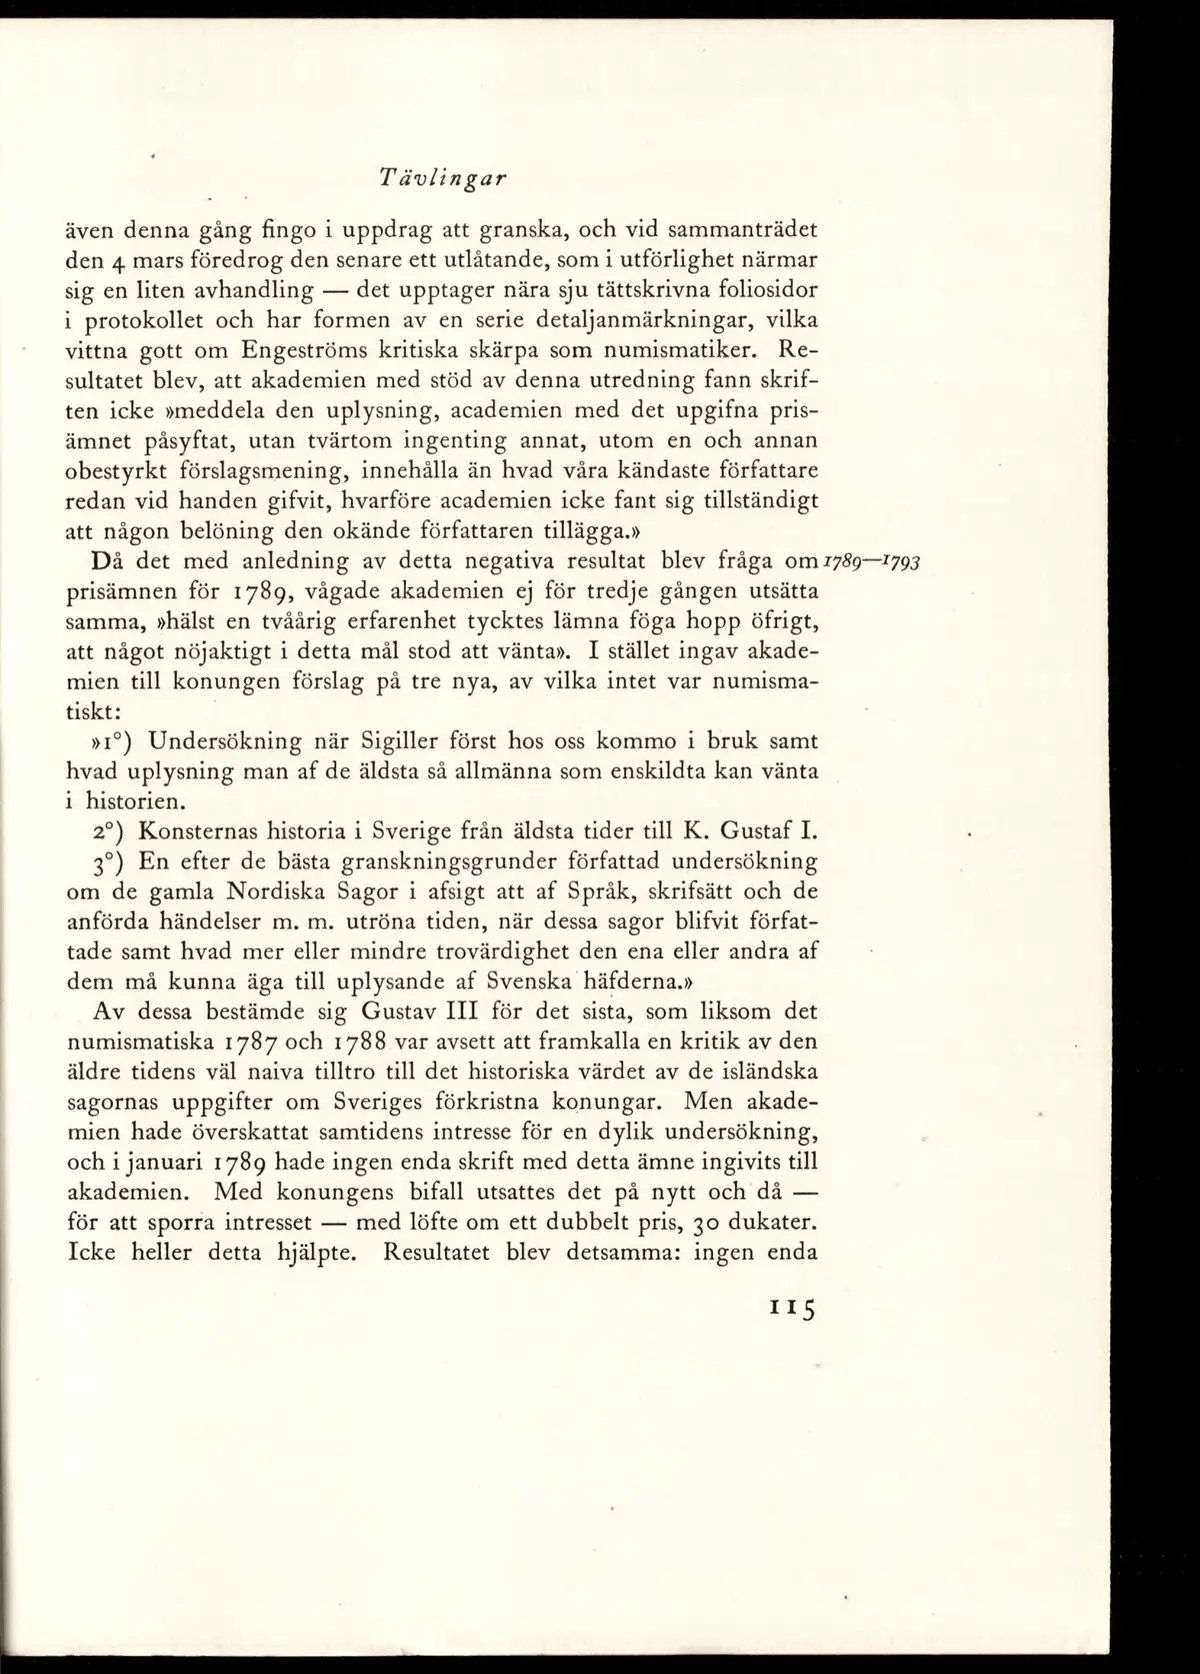 Tävlingar
även denna gång fingo i uppdrag att granska, och vid sammanträdet
den 4 mars föredrog den senare ett utlåtande, som i utförlighet närmar
sig en liten avhandling — det upptager nära sju tättskrivna foliosidor
i protokollet och har formen av en serie detaljanmärkningar, vilka
vittna gott om Engeströms kritiska skärpa som numismatiker. Re-
sultatet blev, att akademien med stöd av denna utredning fann skrif-
ten icke »meddela den uplysning, academien med det upgifna pris-
ämnet påsyftat, utan tvärtom ingenting annat, utom en och annan
obestyrkt förslagsmening, innehålla än hvad våra kändaste författare
redan vid handen gifvit, hvarföre academien icke fant sig tillständigt
att någon belöning den okände författaren tillägga.»
Då det med anledning av detta negativa resultat blev fråga om 1789—1793
prisämnen för 1789, vågade akademien ej för tredje gången utsätta
samma, »hälst en tvåårig erfarenhet tycktes lämna föga hopp öfrigt,
att något nöjaktigt i detta mål stod att vänta». I stället ingav akade-
mien till konungen förslag på tre nya, av vilka intet var numisma-
tiskt:
»1°) Undersökning när Sigiller först hos oss kommo i bruk samt
hvad uplysning man af de äldsta så allmänna som enskildta kan vänta
i historien.
2°) Konsternas historia i Sverige från äldsta tider till K. Gustaf I.
3°) En efter de bästa granskningsgrunder författad undersökning
om de gamla Nordiska Sagor i afsigt att af Språk, skrifsätt och de
anförda händelser m. m. utröna tiden, när dessa sagor blifvit förfat-
tade samt hvad mer eller mindre trovärdighet den ena eller andra af
dem må kunna äga till uplysande af Svenska häfderna.»
Av dessa bestämde sig Gustav III för det sista, som liksom det
numismatiska 1787 och 1788 var avsett att framkalla en kritik av den
äldre tidens väl naiva tilltro till det historiska värdet av de isländska
sagornas uppgifter om Sveriges förkristna konungar. Men akade-
mien hade överskattat samtidens intresse för en dylik undersökning,
och i januari 1789 hade ingen enda skrift med detta ämne ingivits till
akademien. Med konungens bifall utsattes det på nytt och då —
för att sporra intresset — med löfte om ett dubbelt pris, 30 dukater.
Icke heller detta hjälpte. Resultatet blev detsamma: ingen enda
115